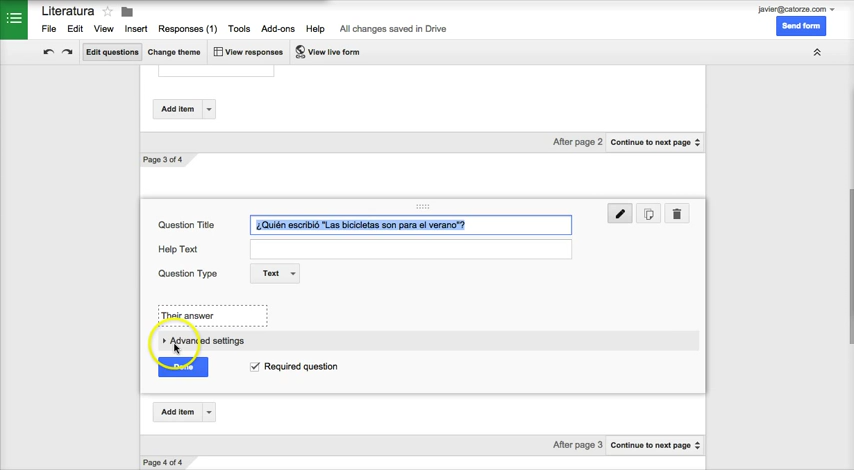 Literatura
javier@catorze.com
File Edit View Insert Responses (1) Tools Add-ons Help All changes saved in Drive
Send form
Edit questions Change theme View responses View live form
Add item
After page 2 Continue to next page
Page 3 of 4
Question Title ¿Quién escribió "Las bicicletas son para el verano"?
Help Text
Question Type Text
Their answer
Advanced settings
Done Required question
Add item
After page 3 Continue to next page
Page 4 of 4